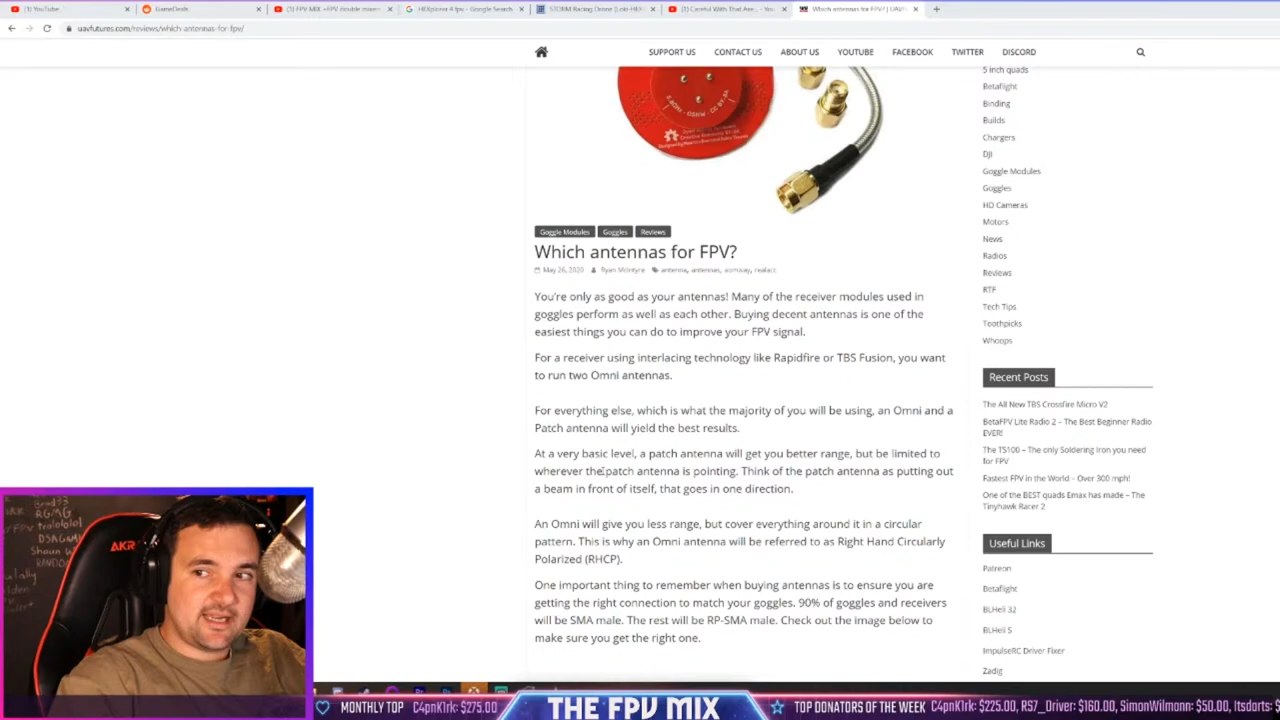 (1) YouTube
GameDeals
(1) FPV MIX +FPV double mixer
HEXplorer 4 fpv - Google Search
STORM Racing Drone (Lobi HEX
(1) Careful With That Axe
Which antennas for FPV? | UAV
uavfutures.com/reviews/which-antennas-for-fpv/
SUPPORT US CONTACT US ABOUT US YOUTUBE FACEBOOK TWITTER DISCORD
Goggle Modules Goggles Reviews
Which antennas for FPV?
May 26, 2020 Ryan McIntyre antenna, antennas, aomway, realacc
You're only as good as your antennas! Many of the receiver modules used in
goggles perform as well as each other. Buying decent antennas is one of the
easiest things you can do to improve your FPV signal.
For a receiver using interlacing technology like Rapidfire or TBS Fusion, you want
to run two Omni antennas.
For everything else, which is what the majority of you will be using, an Omni and a
Patch antenna will yield the best results.
At a very basic level, a patch antenna will get you better range, but be limited to
wherever the patch antenna is pointing. Think of the patch antenna as putting out
a beam in front of itself, that goes in one direction.
An Omni will give you less range, but cover everything around it in a circular
pattern. This is why an Omni antenna will be referred to as Right Hand Circularly
Polarized (RHCP).
One important thing to remember when buying antennas is to ensure you are
getting the right connection to match your goggles. 90% of goggles and receivers
will be SMA male. The rest will be RP-SMA male. Check out the image below to
make sure you get the right one.
5 inch quads
Betaflight
Binding
Builds
Chargers
DJI
Goggle Modules
Goggles
HD Cameras
Motors
News
Radios
Reviews
RTF
Tech Tips
Toothpicks
Whoops
Recent Posts
The All New TBS Crossfire Micro V2
BetaFPV Lite Radio 2 – The Best Beginner Radio
EVER!
The TS100 – The only Soldering Iron you need
for FPV
Fastest FPV in the World – Over 300 mph!
One of the BEST quads Emax has made – The
Tinyhawk Racer 2
Useful Links
Patreon
Betaflight
BLHeli 32
BLHeli S
ImpulseRC Driver Fixer
Zadig
AKR
MONTHLY TOP C4pnK1rk: $275.00
THE FPV MIX
TOP DONATORS OF THE WEEK C4pnK1rk: $225.00, RS7_Driver: $160.00, SimonWilmann: $50.00, Itsdarts: $